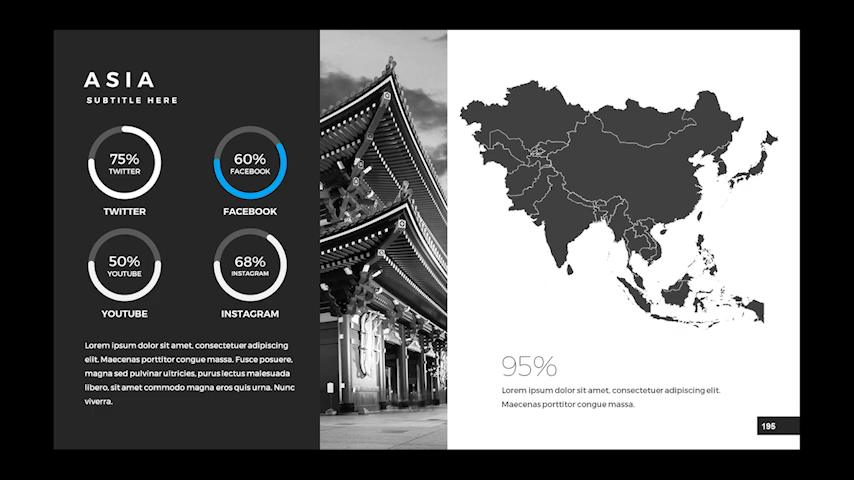 ASIA
SUBTITLE HERE
75%
TWITTER
TWITTER
60%
FACEBOOK
FACEBOOK
50%
YOUTUBE
YOUTUBE
68%
INSTAGRAM
INSTAGRAM
Lorem ipsum dolor sit amet, consectetuer adipiscing
elit. Maecenas porttitor congue massa. Fusce posuere,
magna sed pulvinar ultricies, purus lectus malesuada
libero, sit amet commodo magna eros quis urna. Nunc
viverra.
95%
Lorem ipsum dolor sit amet, consectetuer adipiscing elit.
Maecenas porttitor congue massa.
195